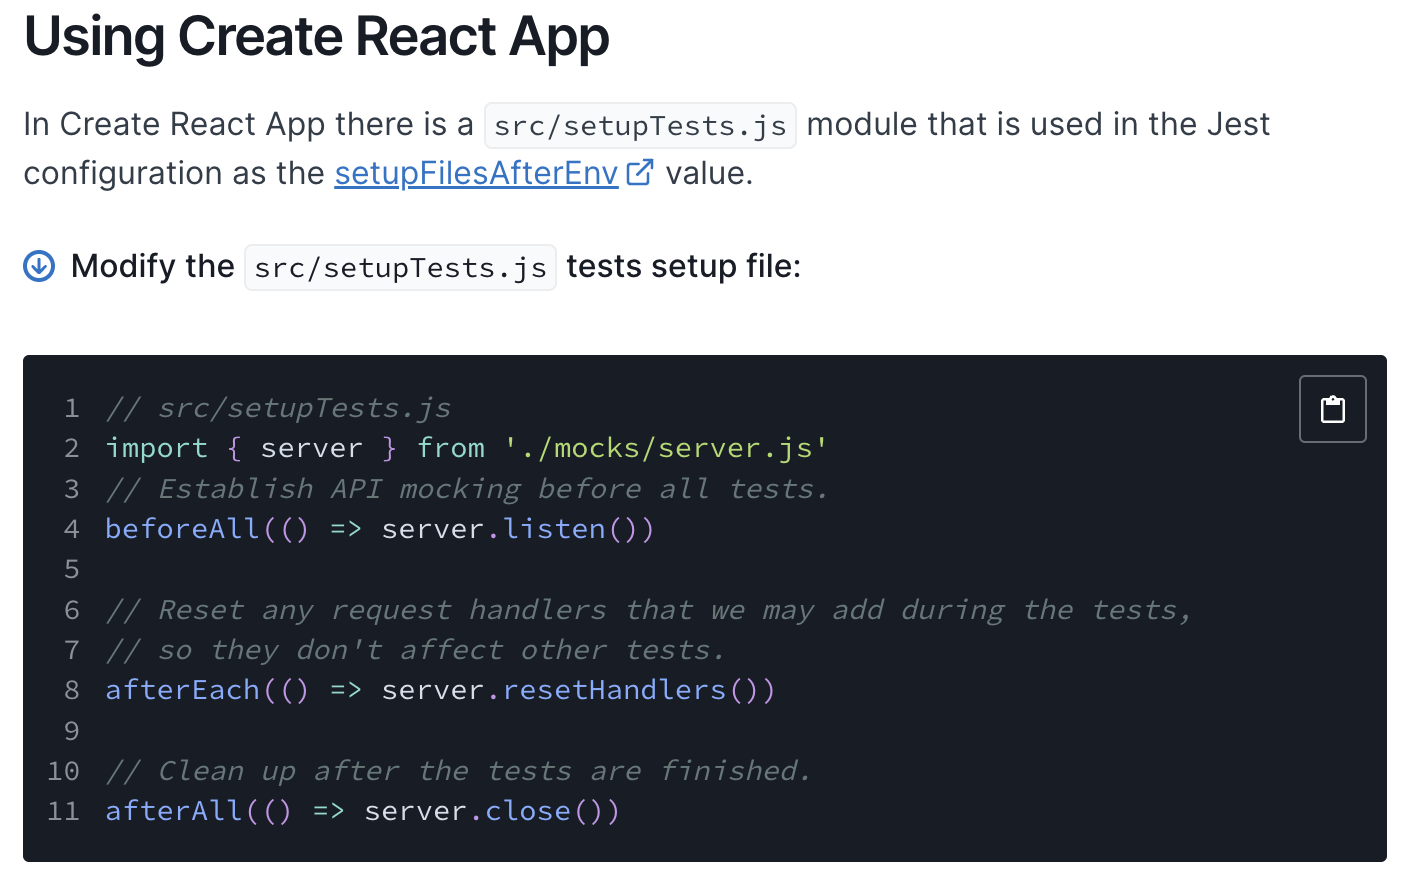 Using Create React App
In Create React App there is a src/setupTests.js module that is used in the Jest
configuration as the setupFilesAfterEnv value.
Modify the src/setupTests.js tests setup file:
1 // src/setupTests.js
2 import { server } from './mocks/server.js'
3 // Establish API mocking before all tests.
4 beforeAll(() => server.listen())
5
6 // Reset any request handlers that we may add during the tests,
7 // so they don't affect other tests.
8 afterEach(() => server.resetHandlers())
9
10 // Clean up after the tests are finished.
11 afterAll(() => server.close())